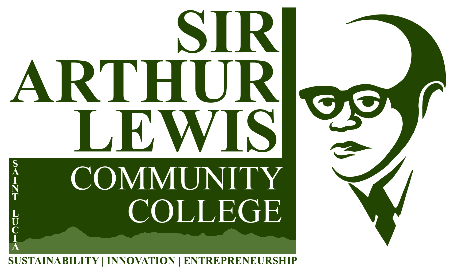 SIR
ARTHUR
LEWIS
COMMUNITY
COLLEGE
SAINT LUCIA
SUSTAINABILITY | INNOVATION | ENTREPRENEURSHIP